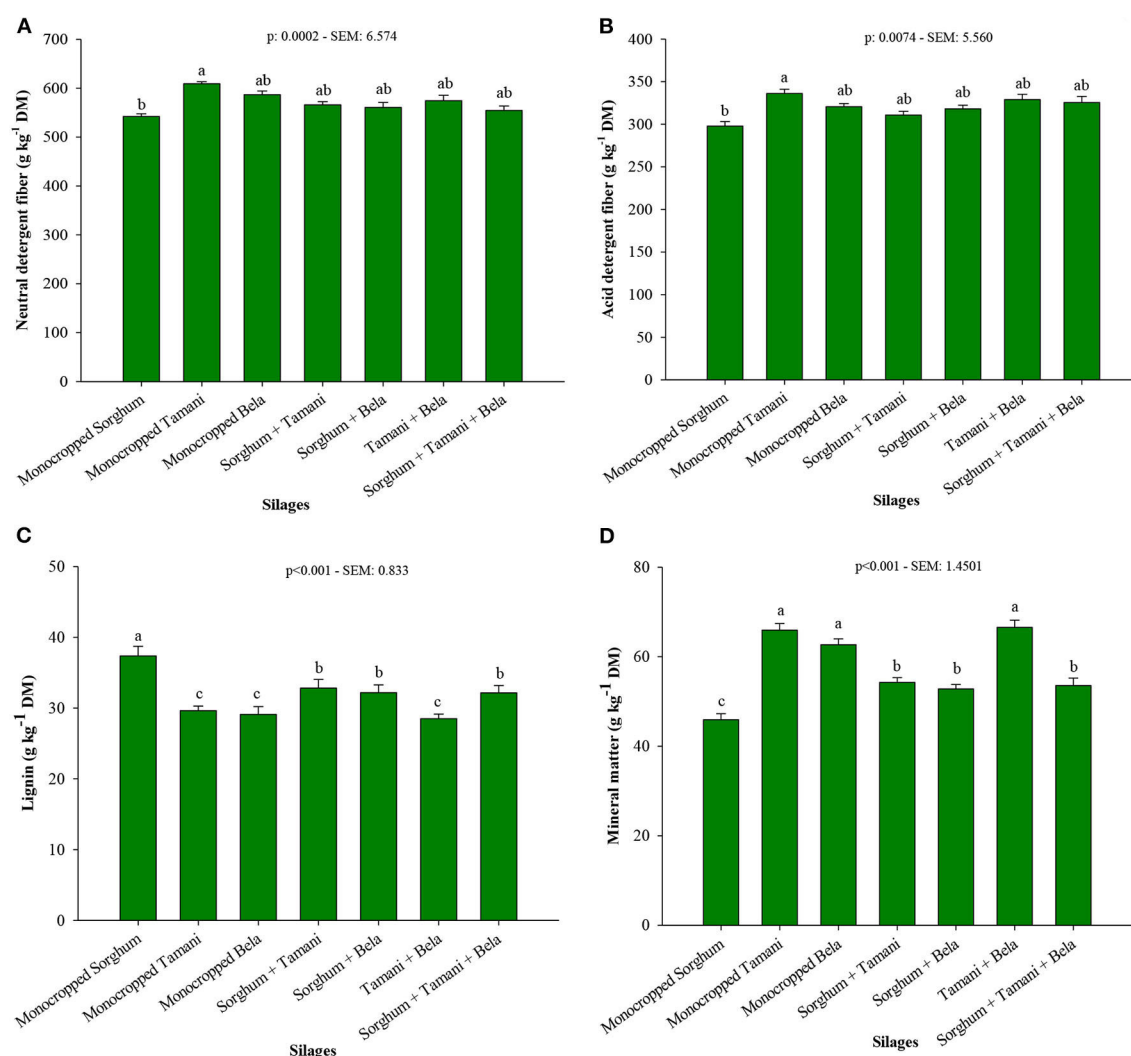 A
p: 0.0002 - SEM: 6.574
Neutral detergent fiber (g kg⁻¹ DM)
700
600
500
400
300
200
100
0
b
a
ab
ab
ab
ab
ab
Monocropped Sorghum
Monocropped Tamani
Monocropped Bela
Sorghum + Tamani
Sorghum + Bela
Tamani + Bela
Sorghum + Tamani + Bela
Silages
B
p: 0.0074 - SEM: 5.560
Acid detergent fiber (g kg⁻¹ DM)
400
350
300
250
200
150
100
50
0
b
a
ab
ab
ab
ab
ab
Monocropped Sorghum
Monocropped Tamani
Monocropped Bela
Sorghum + Tamani
Sorghum + Bela
Tamani + Bela
Sorghum + Tamani + Bela
Silages
C
p<0.001 - SEM: 0.833
Lignin (g kg⁻¹ DM)
50
40
30
20
10
0
a
c
c
b
b
c
b
Monocropped Sorghum
Monocropped Tamani
Monocropped Bela
Sorghum + Tamani
Sorghum + Bela
Tamani + Bela
Sorghum + Tamani + Bela
Silages
D
p<0.001 - SEM: 1.4501
Mineral matter (g kg⁻¹ DM)
80
60
40
20
0
c
a
a
b
b
a
b
Monocropped Sorghum
Monocropped Tamani
Monocropped Bela
Sorghum + Tamani
Sorghum + Bela
Tamani + Bela
Sorghum + Tamani + Bela
Silages